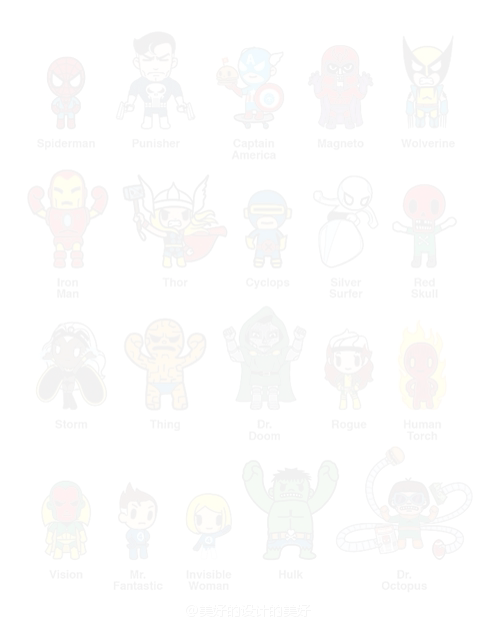 Spiderman
Punisher
Captain
America
Magneto
Wolverine
Iron
Man
Thor
Cyclops
Silver
Surfer
Red
Skull
Storm
Thing
Dr.
Doom
Rogue
Human
Torch
Vision
Mr.
Fantastic
Invisible
Woman
Hulk
Dr.
Octopus